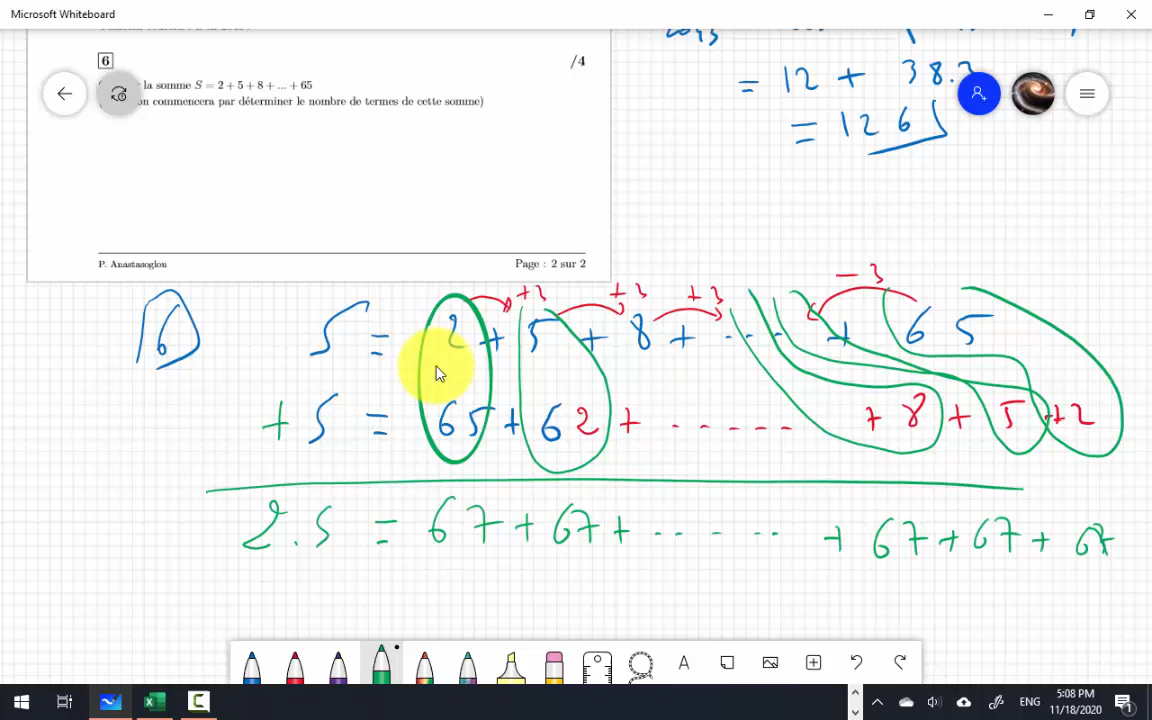 Microsoft Whiteboard
6 /4
la somme S = 2 + 5 + 8 + ... + 65
on commencera par déterminer le nombre de termes de cette somme)
P. Anastasoglou Page : 2 sur 2
= 12 + 38.
= 1261
+3 +3 +3 - 3
6 S = 2 + 5 + 8 + ... + 65
+ S = 65 + 62 + ..... + 8 + 5 + 2
2.S = 67 + 67 + ...... + 67 + 67 + 67
A
ENG
5:08 PM
11/18/2020
1